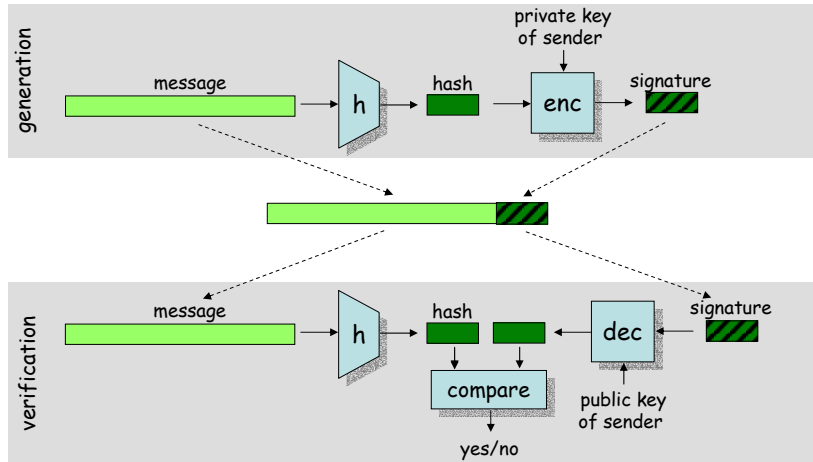 generation
private key
of sender
message
hash
signature
h
enc
verification
message
hash
signature
h
dec
compare
public key
of sender
yes/no